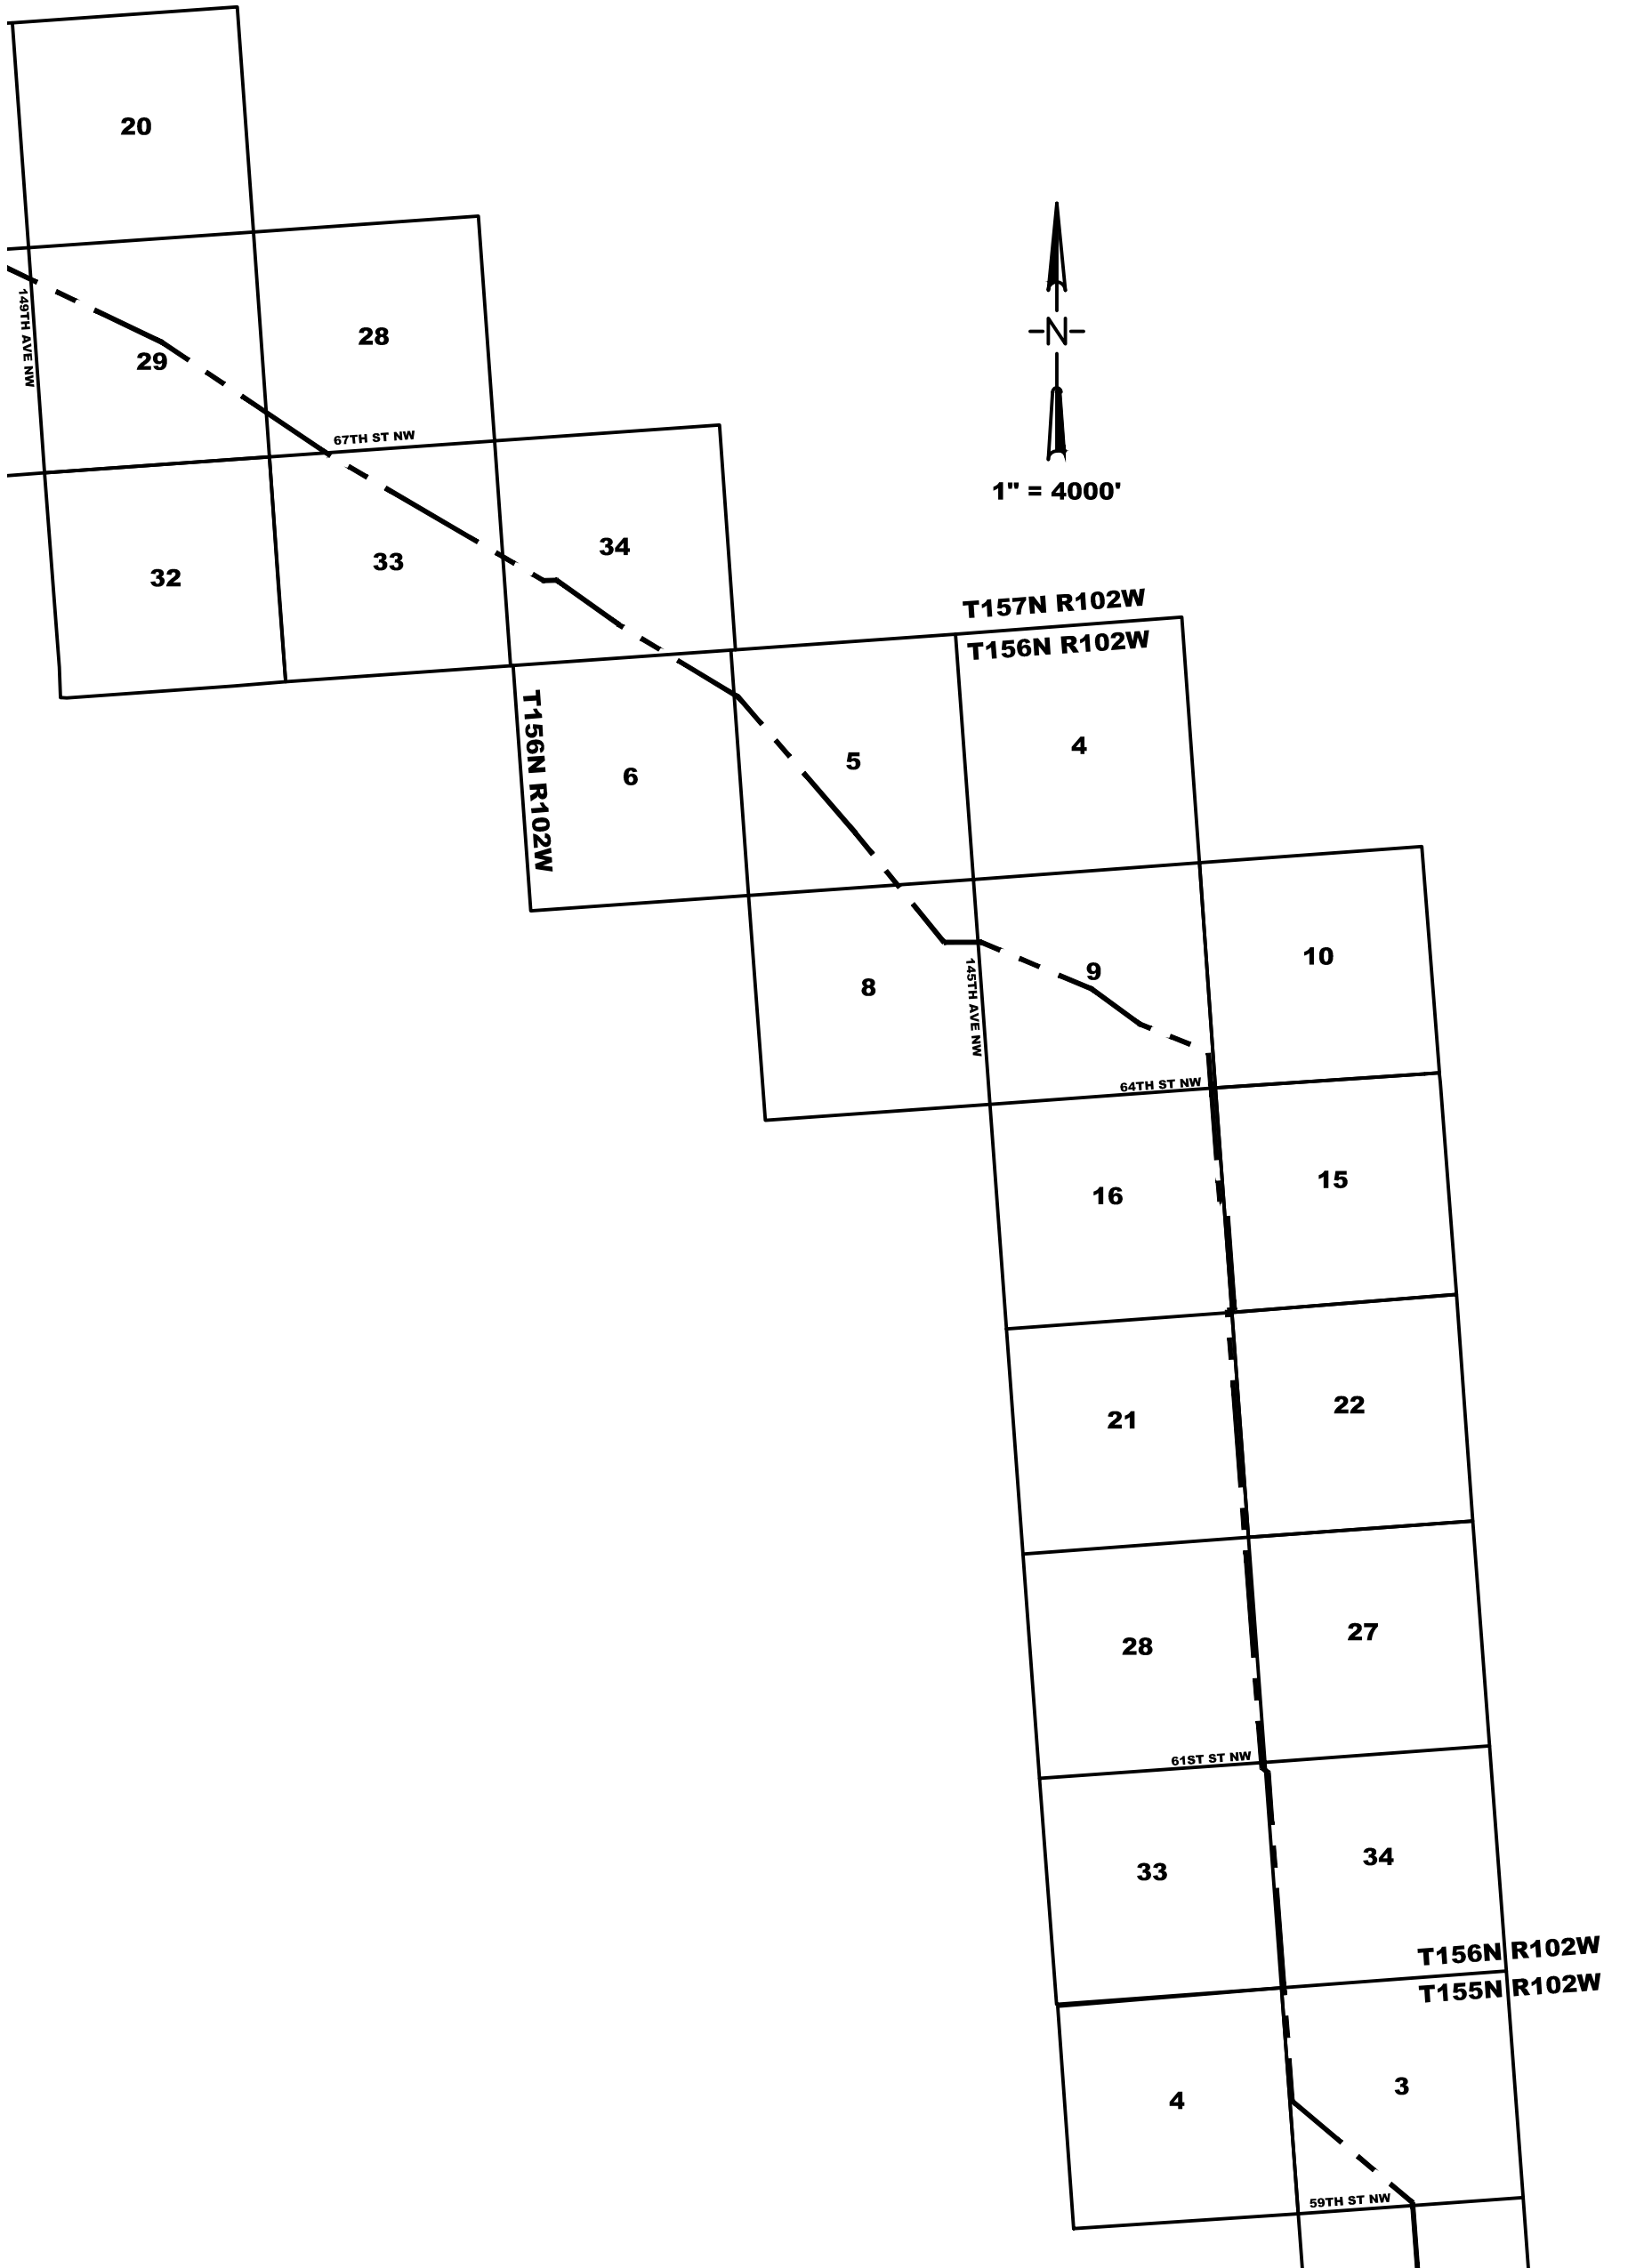 20
28
29
149TH AVE NW
67TH ST NW
N
1" = 4000'
34
33
32
T157N R102W
T156N R102W
T156N R102W
4
5
6
10
9
8
145TH AVE NW
64TH ST NW
15
16
22
21
27
28
61ST ST NW
34
33
T156N R102W
T155N R102W
3
4
59TH ST NW